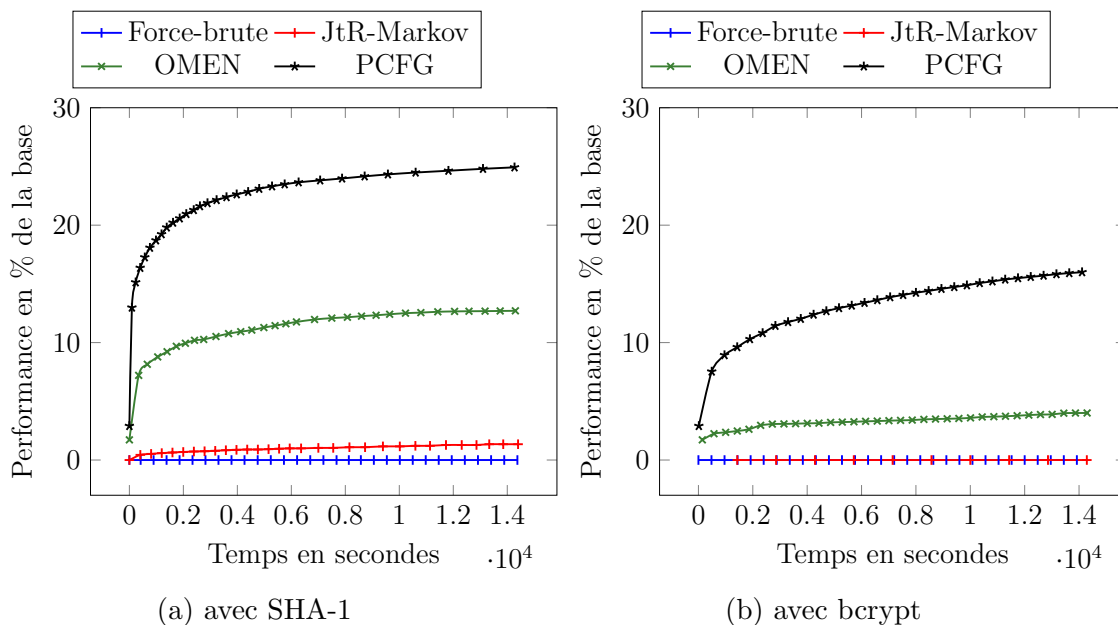 Force-brute JtR-Markov
OMEN PCFG
Performance en % de la base
30
20
10
0
0 0.2 0.4 0.6 0.8 1 1.2 1.4
·10⁴
Temps en secondes
(a) avec SHA-1
Force-brute JtR-Markov
OMEN PCFG
Performance en % de la base
30
20
10
0
0 0.2 0.4 0.6 0.8 1 1.2 1.4
·10⁴
Temps en secondes
(b) avec bcrypt